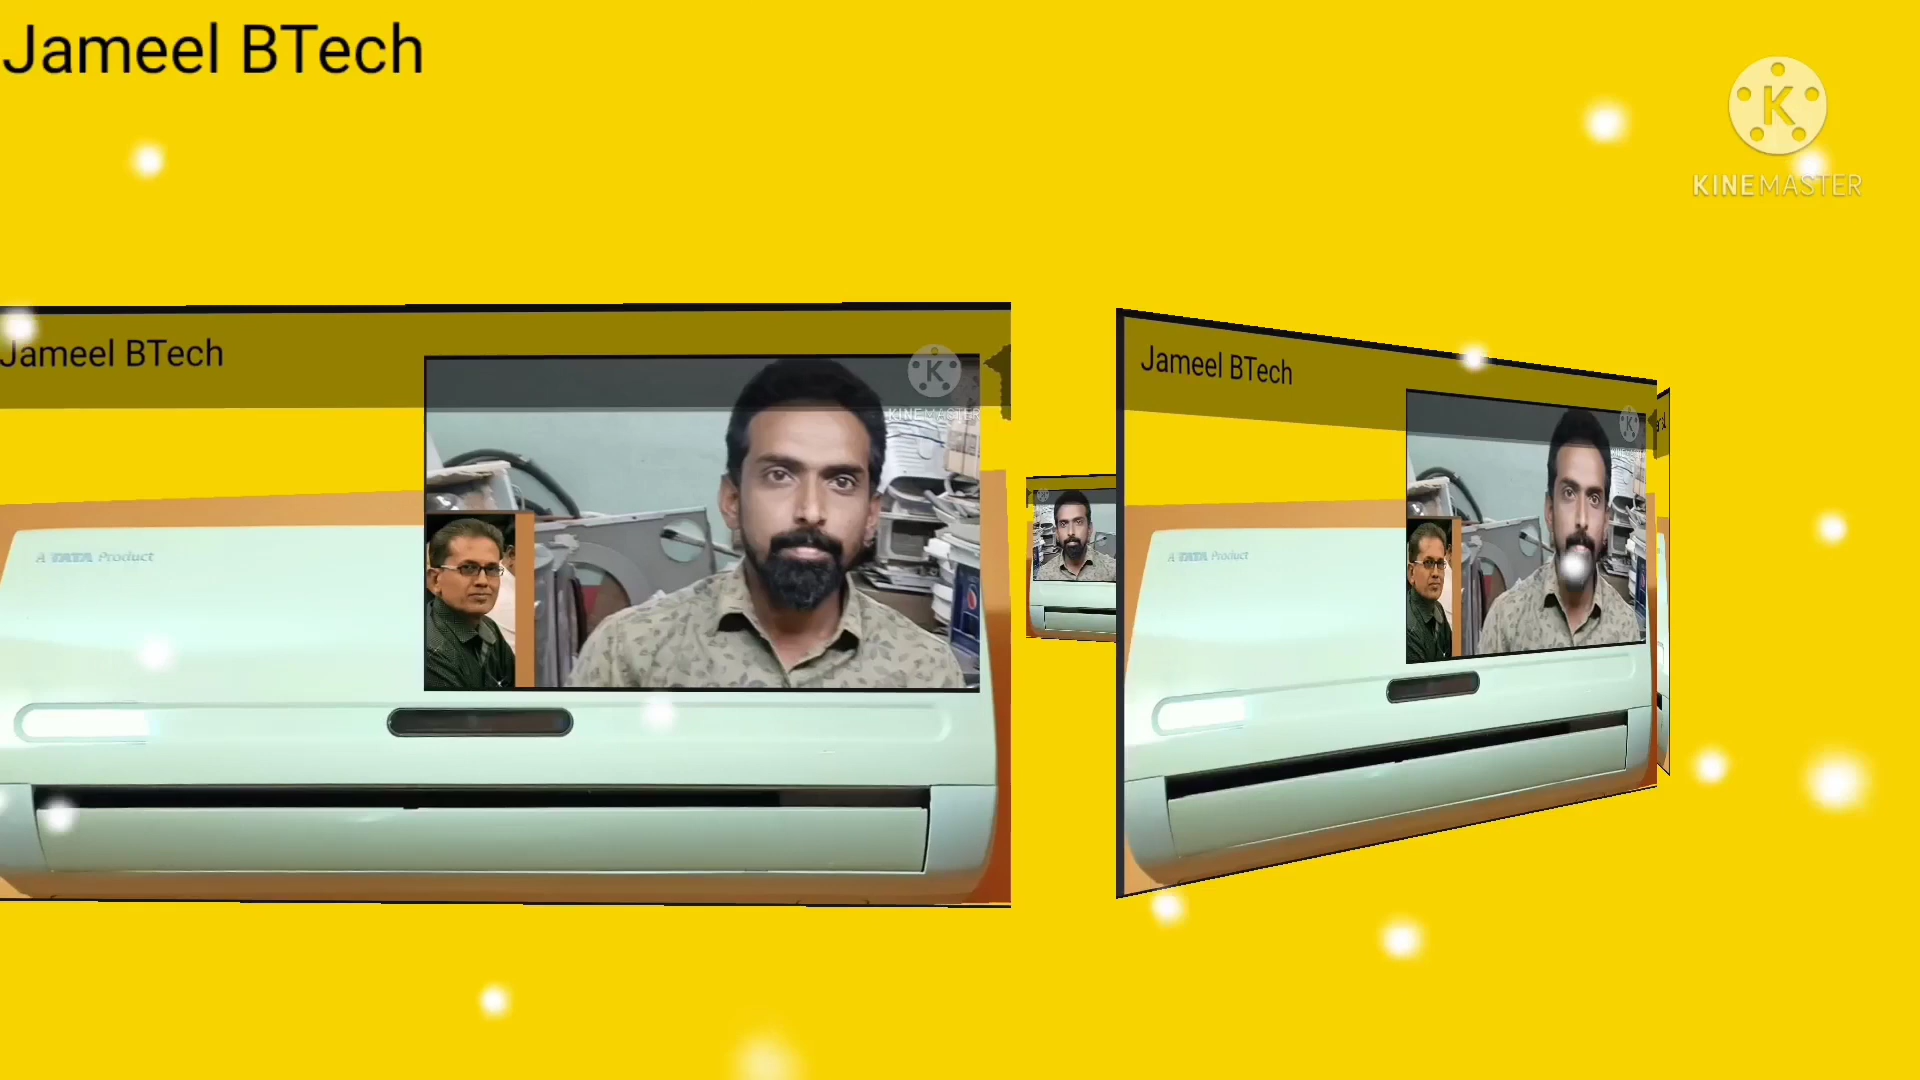 Jameel BTech
KINEMASTER
Jameel BTech
K
KINEMASTER
A TATA Product
Jameel BTech
K
A TATA Product